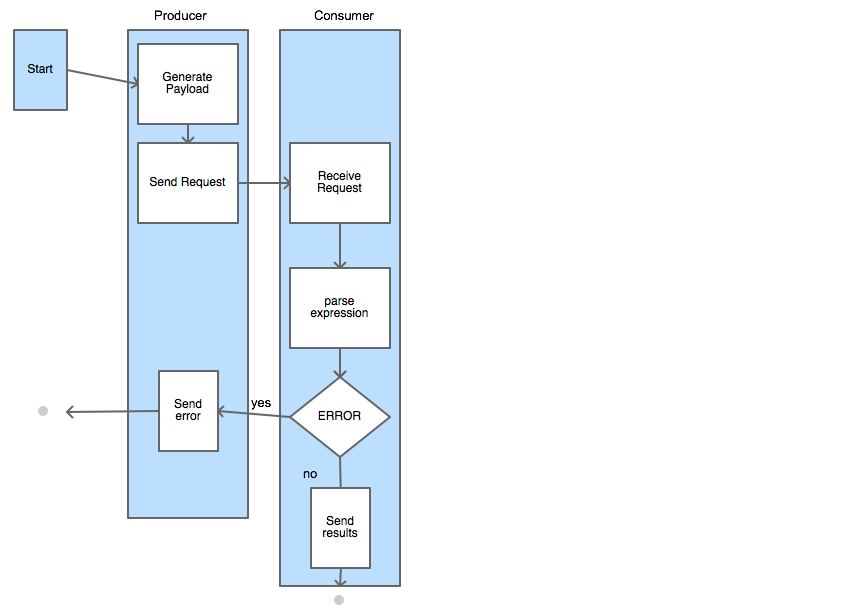 Producer
Consumer
Start
Generate
Payload
Send Request
Receive
Request
parse
expression
Send
error
yes
ERROR
no
Send
results